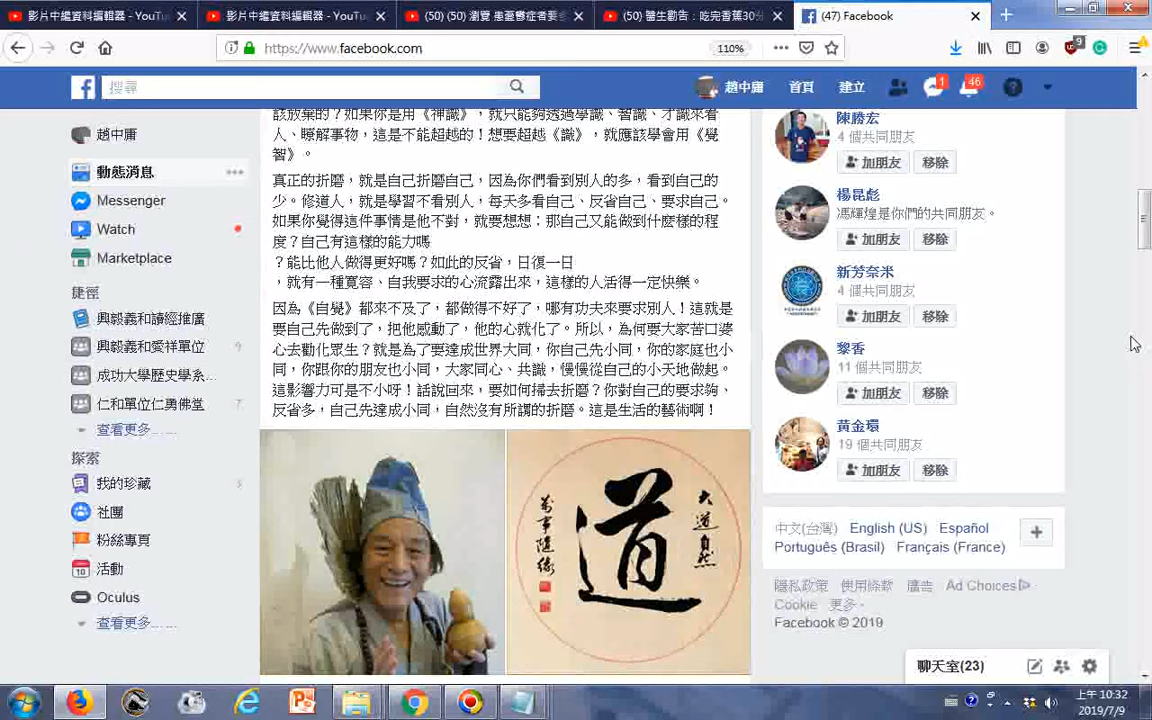 影片中繼資料編輯器 - YouTu
影片中繼資料編輯器 - YouTu
(50) (50) 瀏覽 患憂鬱症者要
(50) 醫生勸告：吃完香蕉30分
(47) Facebook
https://www.facebook.com
110%
9
搜尋
趙中庸
首頁
建立
1
46
趙中庸
動態消息
Messenger
Watch
Marketplace
捷徑
興毅義和讀經推廣
興毅義和愛祥單位
9
成功大學歷史學系...
仁和單位仁勇佛堂
7
查看更多......
探索
我的珍藏
社團
粉絲專頁
活動
Oculus
查看更多......
該放棄的？如果你是用《神識》，就只能夠透過學識、智識、才識來看
人、瞭解事物，這是不能超越的！想要超越《識》，就應該學會用《覺
智》。
真正的折磨，就是自己折磨自己，因為你們看到別人的多，看到自己的
少。修道人，就是學習不看別人，每天多看自己、反省自己、要求自己。
如果你覺得這件事情是他不對，就要想想：那自己又能做到什麼樣的程
度？自己有這樣的能力嗎
？能比他人做得更好嗎？如此的反省，日復一日
，就有一種寬容、自我要求的心流露出來，這樣的人活得一定快樂。
因為《自覺》都來不及了，都做得不好了，哪有功夫來要求別人！這就是
要自己先做到了，把他感動了，他的心就化了。所以，為何要大家苦口婆
心去勸化眾生？就是為了要達成世界大同，你自己先小同，你的家庭也小
同，你跟你的朋友也小同，大家同心、共識，慢慢從自己的小天地做起。
這影響力可是不小呀！話說回來，要如何掃去折磨？你對自己的要求夠、
反省多，自己先達成小同，自然沒有所謂的折磨。這是生活的藝術啊！
大道自然
道
萬事隨緣
陳勝宏
4 個共同朋友
加朋友
移除
楊昆彪
馮輝煌是你們的共同朋友。
加朋友
移除
新芳奈米
4 個共同朋友
加朋友
移除
黎香
11 個共同朋友
加朋友
移除
黃金環
19 個共同朋友
加朋友
移除
中文(台灣)
English (US)
Español
Português (Brasil)
Français (France)
隱私政策
使用條款
廣告
Ad Choices
Cookie
更多
Facebook © 2019
聊天室(23)
上午 10:32
2019/7/9